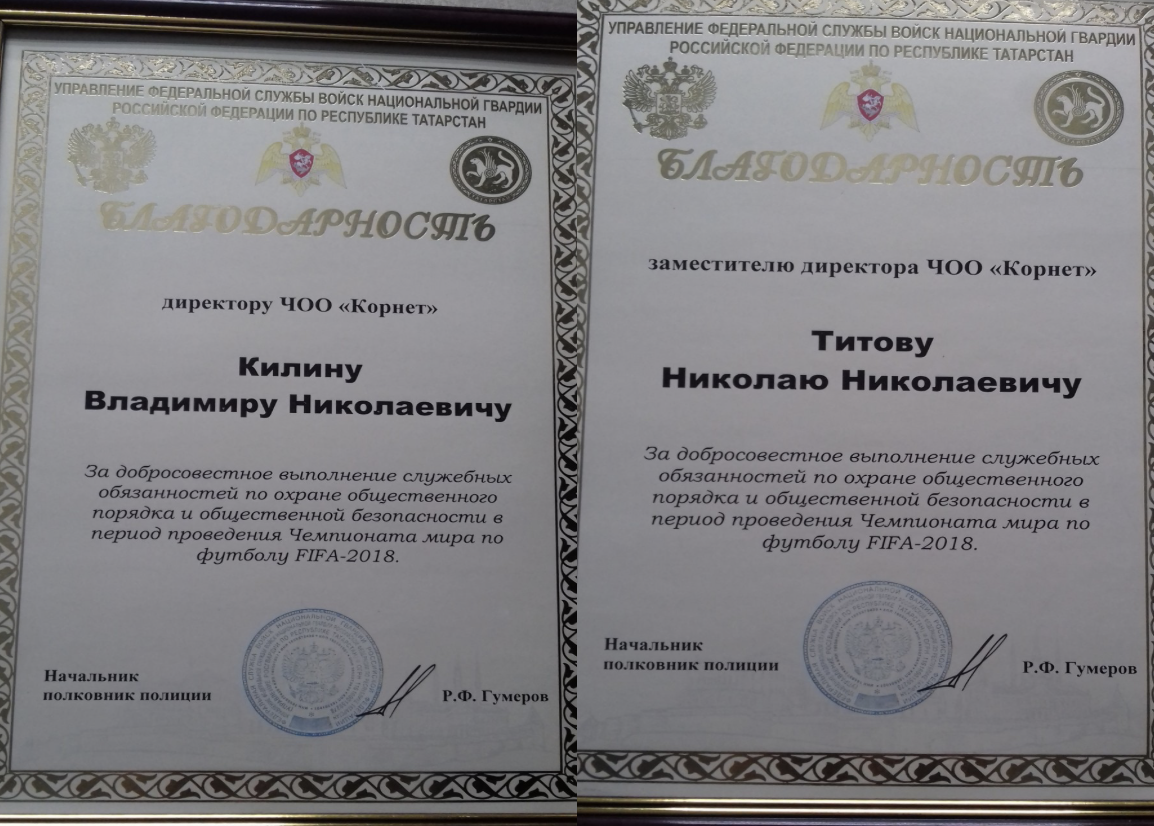 УПРАВЛЕНИЕ ФЕДЕРАЛЬНОЙ СЛУЖБЫ ВОЙСК НАЦИОНАЛЬНОЙ ГВАРДИИ
РОССИЙСКОЙ ФЕДЕРАЦИИ ПО РЕСПУБЛИКЕ ТАТАРСТАН
БЛАГОДАРНОСТЬ
директору ЧОО «Корнет»
Килину
Владимиру Николаевичу
За добросовестное выполнение служебных
обязанностей по охране общественного
порядка и общественной безопасности в
период проведения Чемпионата мира по
футболу FIFA-2018.
Начальник
полковник полиции
Р.Ф. Гумеров
УПРАВЛЕНИЕ ФЕДЕРАЛЬНОЙ СЛУЖБЫ ВОЙСК НАЦИОНАЛЬНОЙ ГВАРДИИ
РОССИЙСКОЙ ФЕДЕРАЦИИ ПО РЕСПУБЛИКЕ ТАТАРСТАН
БЛАГОДАРНОСТЬ
заместителю директора ЧОО «Корнет»
Титову
Николаю Николаевичу
За добросовестное выполнение служебных
обязанностей по охране общественного
порядка и общественной безопасности в
период проведения Чемпионата мира по
футболу FIFA-2018.
Начальник
полковник полиции
Р.Ф. Гумеров